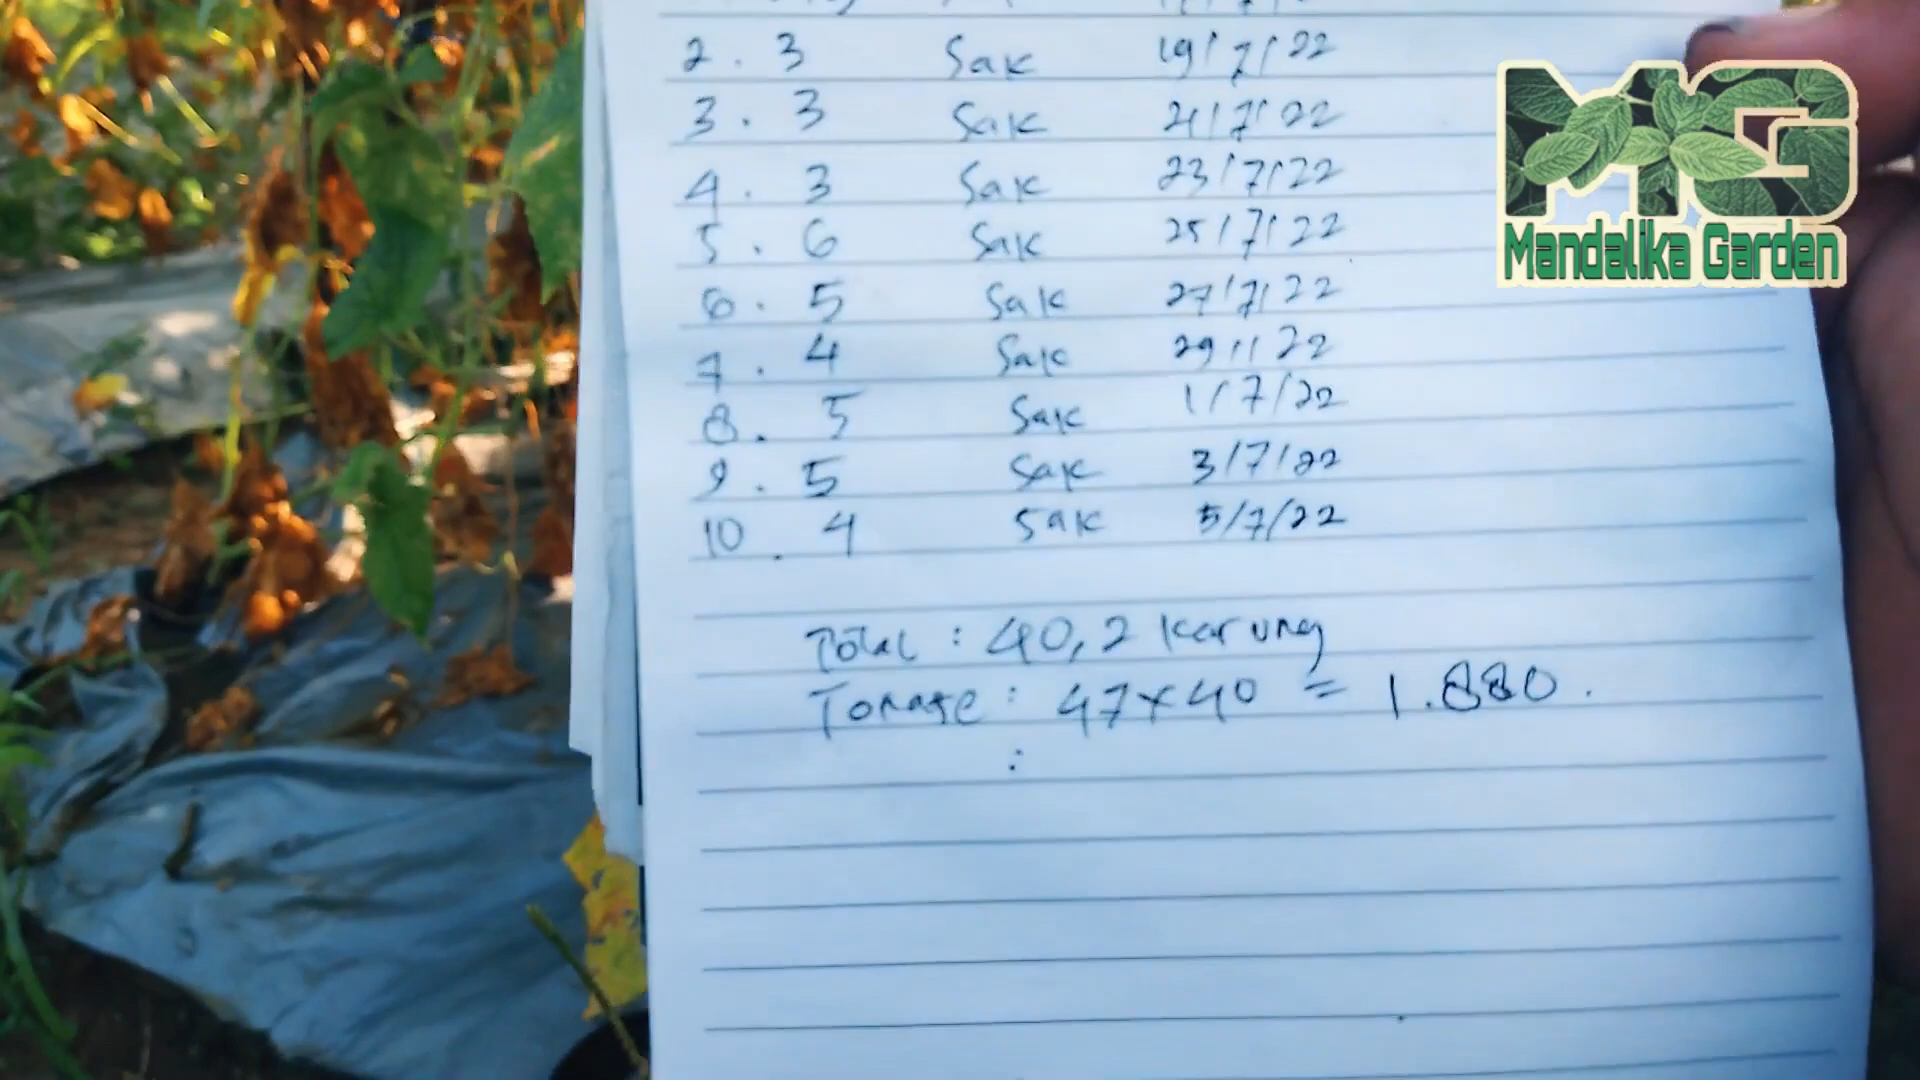 2. 3 Sak 19/7/22
3. 3 Sak 21/7/22
4. 3 Sak 23/7/22
5. 6 Sak 25/7/22
6. 5 Sak 27/7/22
7. 4 Sak 29// 22
8. 5 Sak 1/7/22
9. 5 Sak 3/7/22
10. 4 Sak 5/7/22
Total : 40,2 Karung
Tonase : 47x40 = 1.880.
:
MG
Mandalika Garden